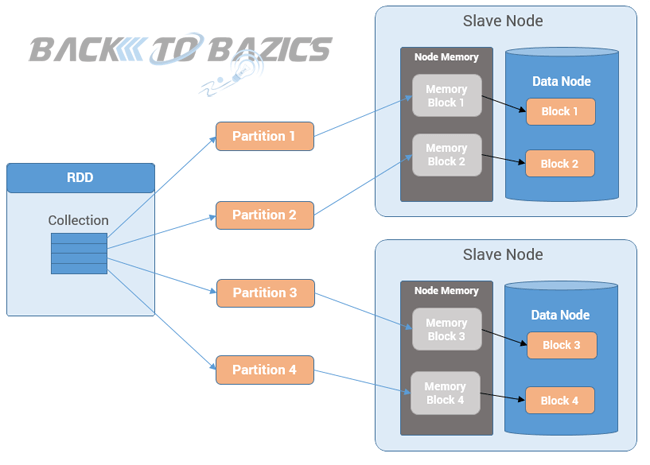 BACK TO BAZICS
RDD
Collection
Partition 1
Partition 2
Partition 3
Partition 4
Slave Node
Node Memory
Memory
Block 1
Memory
Block 2
Data Node
Block 1
Block 2
Slave Node
Node Memory
Memory
Block 3
Memory
Block 4
Data Node
Block 3
Block 4